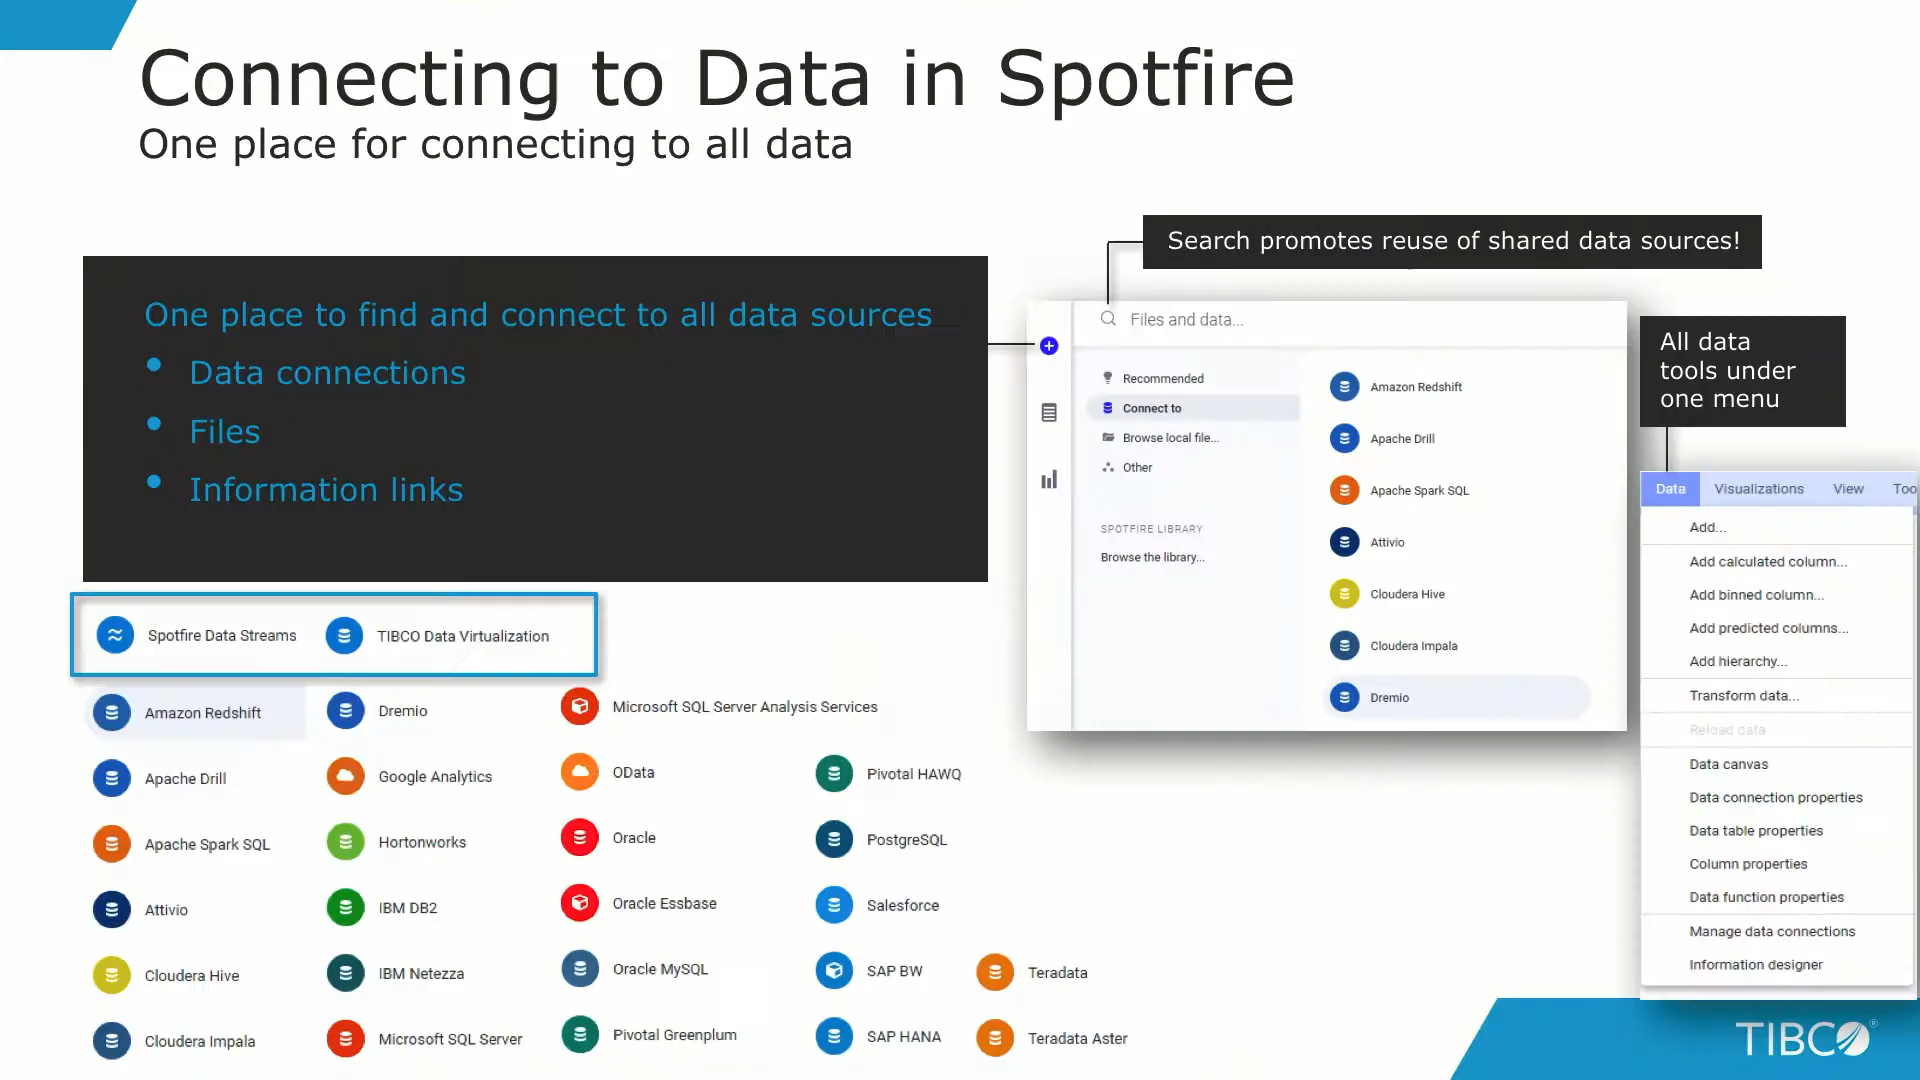 Connecting to Data in Spotfire
One place for connecting to all data
Search promotes reuse of shared data sources!
One place to find and connect to all data sources
• Data connections
• Files
• Information links
Files and data...
Recommended
Connect to
Browse local file...
Other
SPOTFIRE LIBRARY
Browse the library...
Amazon Redshift
Apache Drill
Apache Spark SQL
Attivio
Cloudera Hive
Cloudera Impala
Dremio
All data
tools under
one menu
Data Visualizations View Too
Add...
Add calculated column...
Add binned column...
Add predicted columns...
Add hierarchy...
Transform data...
Reload data
Data canvas
Data connection properties
Data table properties
Column properties
Data function properties
Manage data connections
Information designer
Spotfire Data Streams
TIBCO Data Virtualization
Amazon Redshift
Apache Drill
Apache Spark SQL
Attivio
Cloudera Hive
Cloudera Impala
Dremio
Google Analytics
Hortonworks
IBM DB2
IBM Netezza
Microsoft SQL Server
Microsoft SQL Server Analysis Services
OData
Oracle
Oracle Essbase
Oracle MySQL
Pivotal Greenplum
Pivotal HAWQ
PostgreSQL
Salesforce
SAP BW
SAP HANA
Teradata
Teradata Aster
TIBCO®